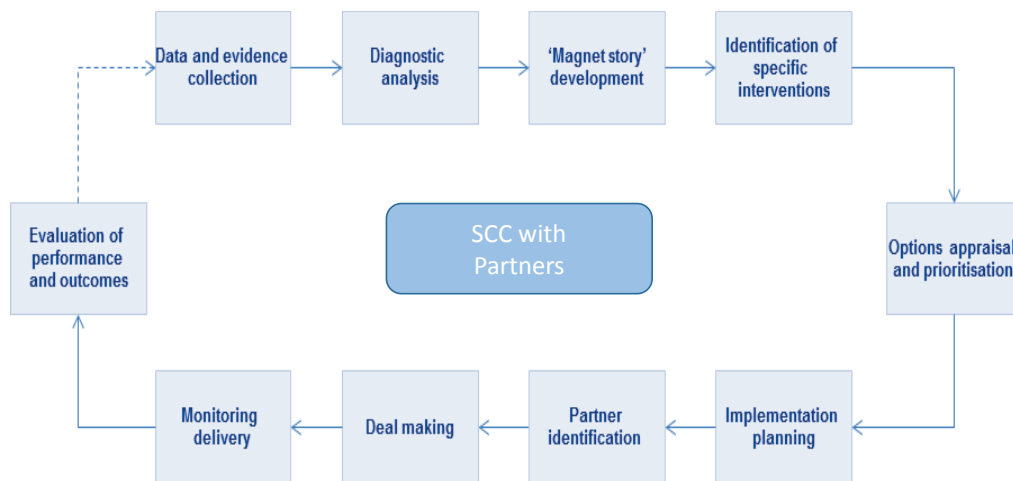 Data and evidence
collection
Diagnostic
analysis
‘Magnet story’
development
Identification of
specific
interventions
Evaluation of
performance
and outcomes
SCC with
Partners
Options appraisal
and prioritisation
Monitoring
delivery
Deal making
Partner
identification
Implementation
planning